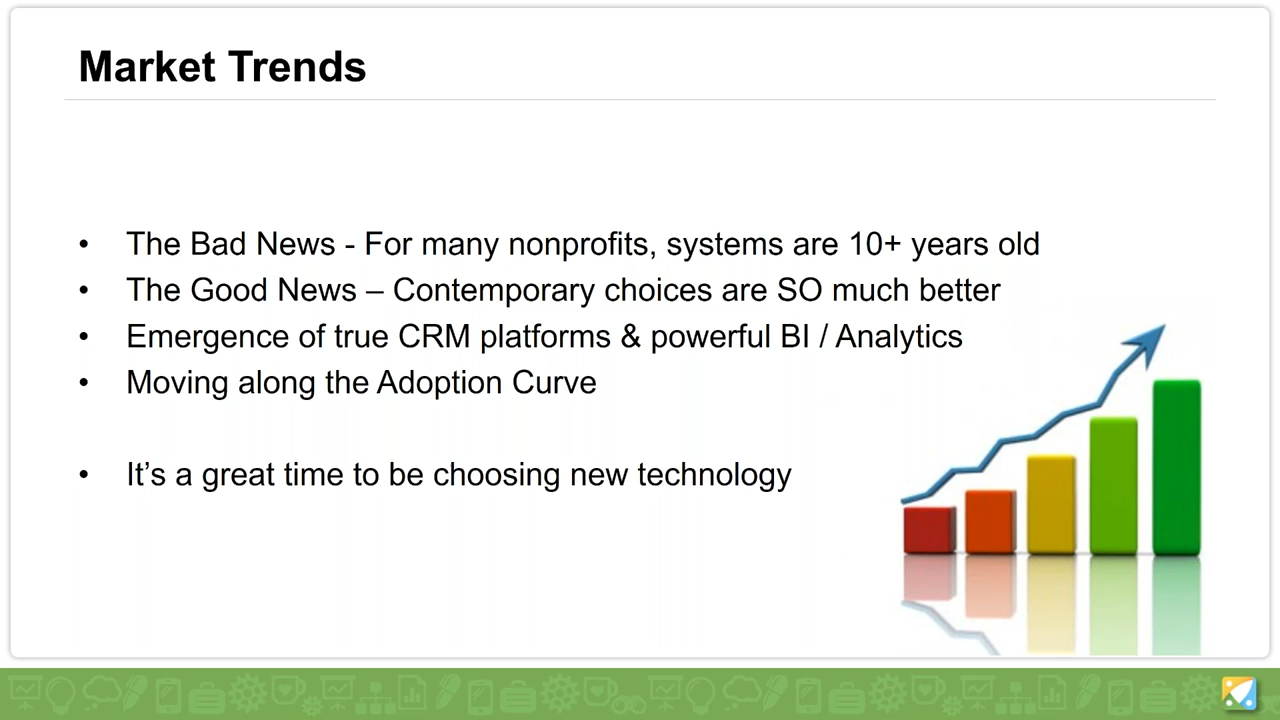 Market Trends
• The Bad News - For many nonprofits, systems are 10+ years old
• The Good News – Contemporary choices are SO much better
• Emergence of true CRM platforms & powerful BI / Analytics
• Moving along the Adoption Curve
• It’s a great time to be choosing new technology